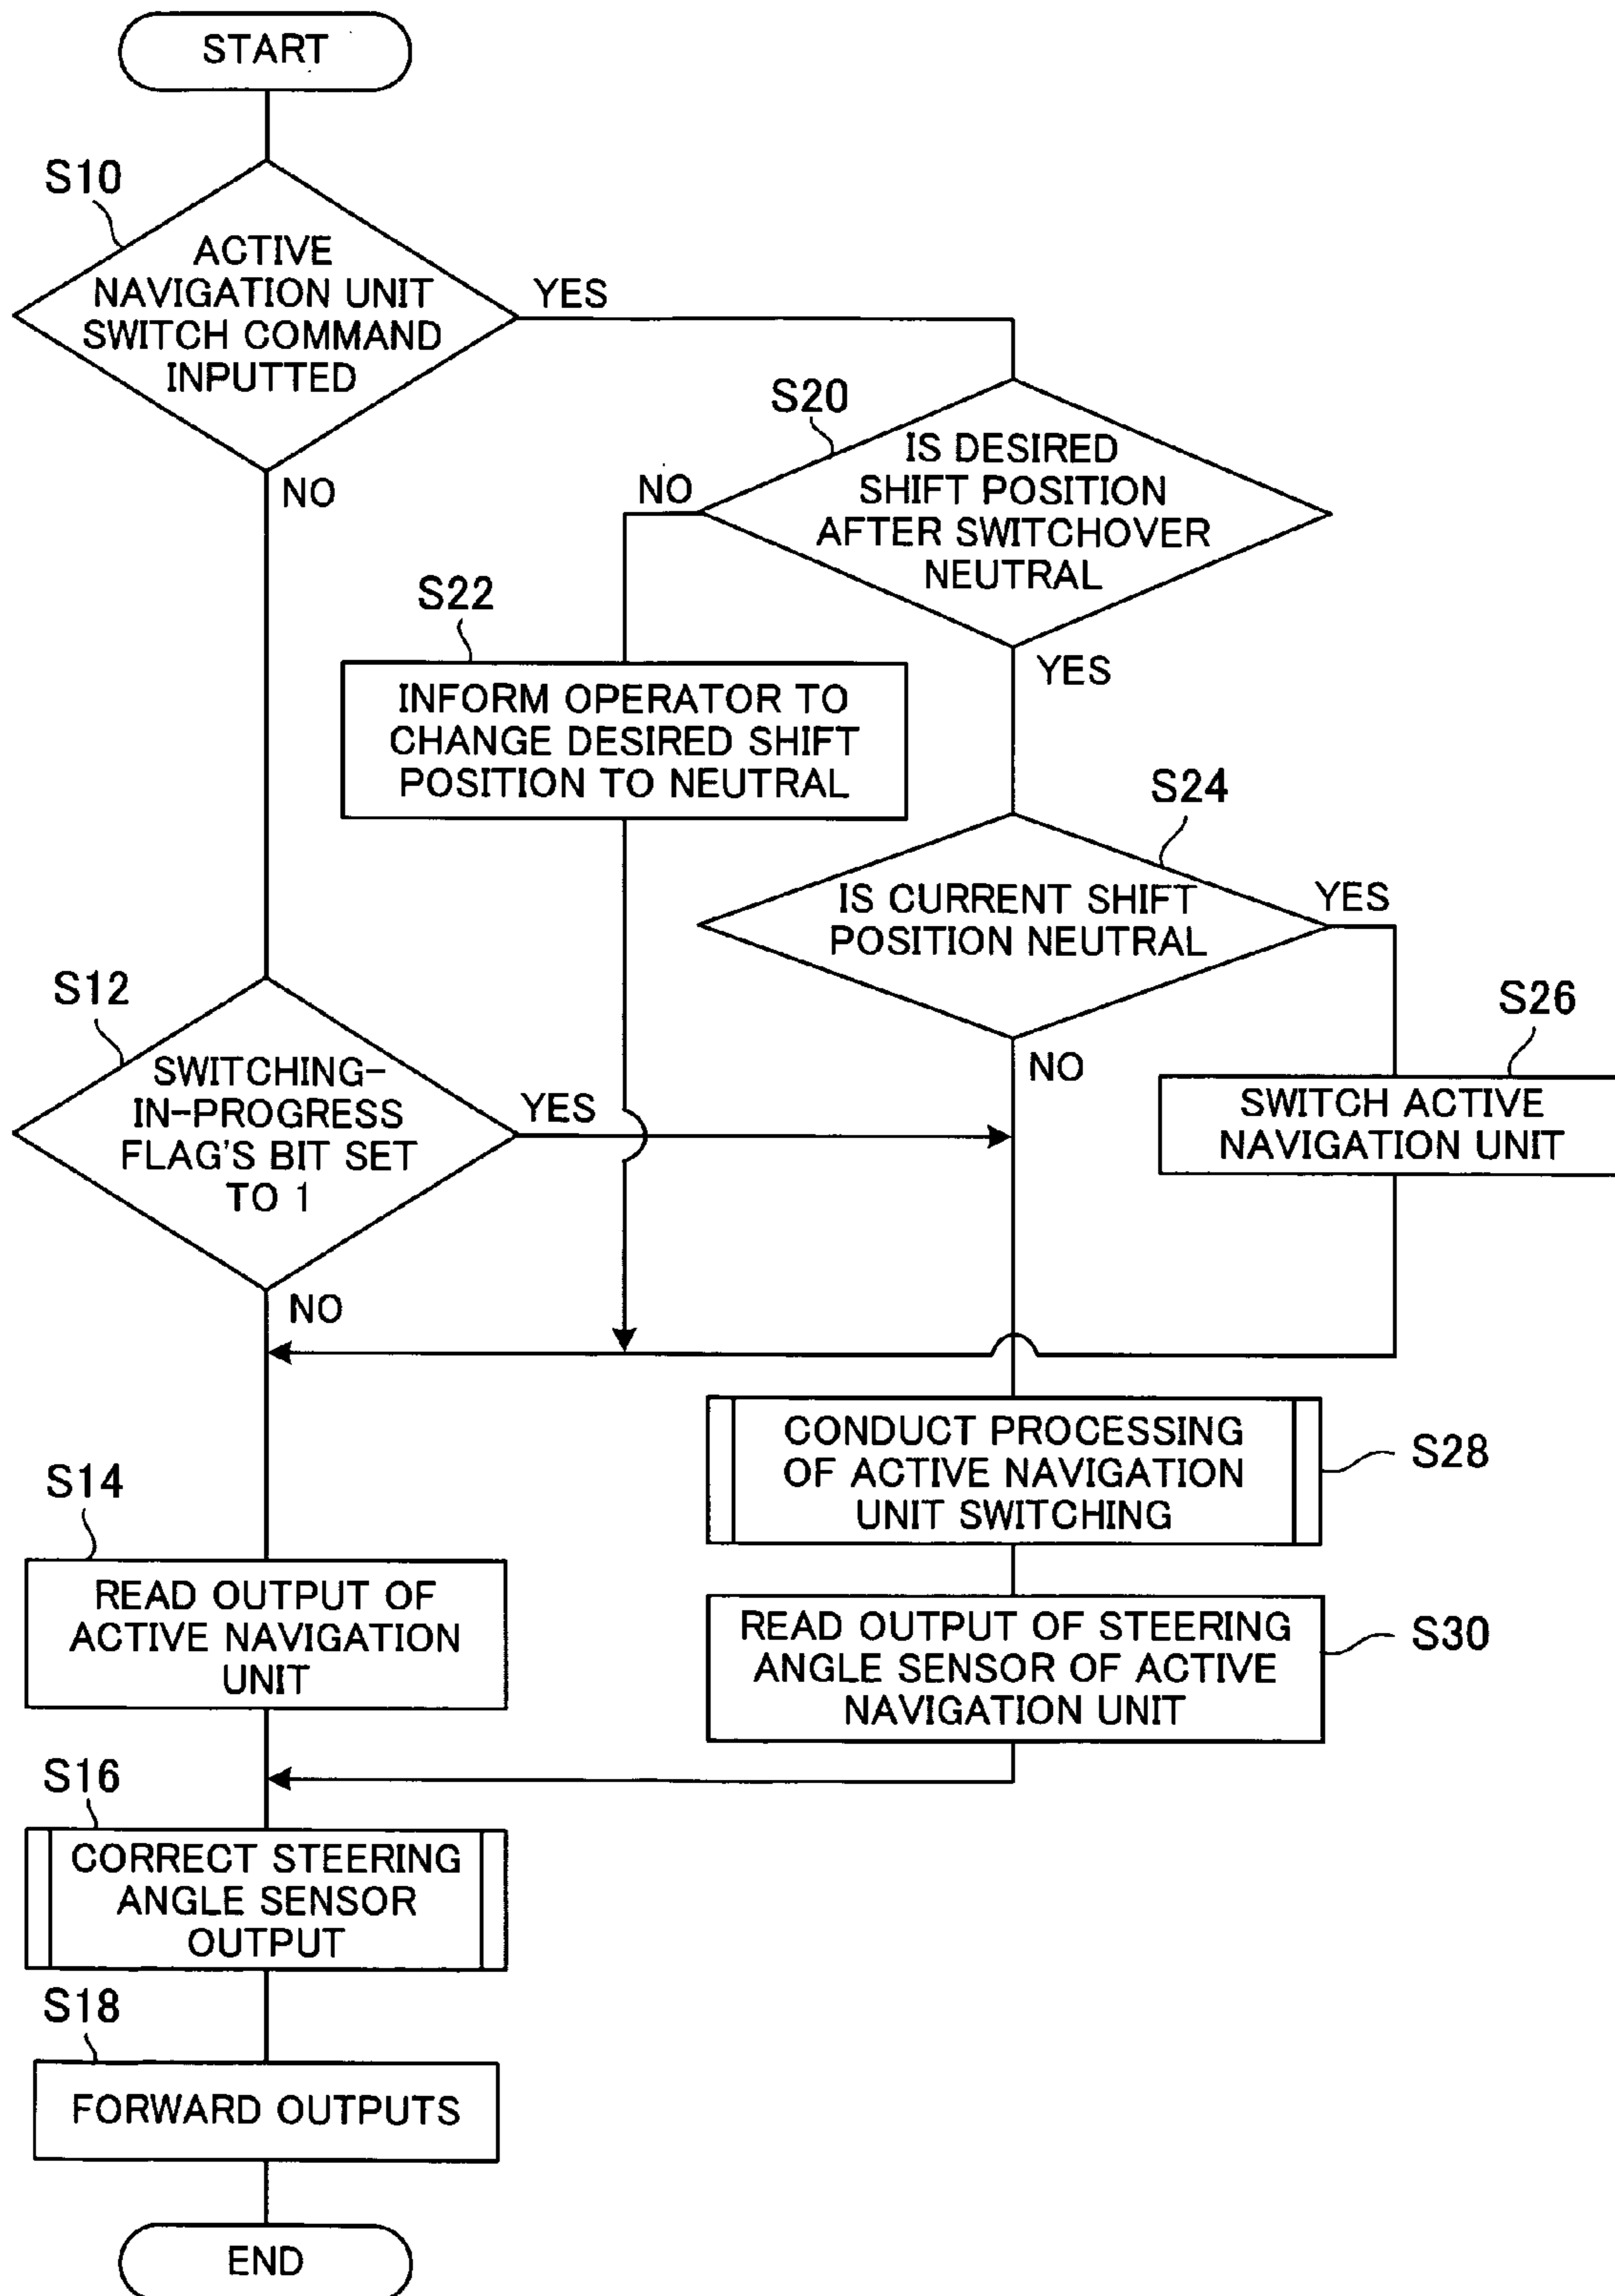 START
S10
ACTIVE
NAVIGATION UNIT
SWITCH COMMAND
INPUTTED
YES
NO
S20
IS DESIRED
SHIFT POSITION
AFTER SWITCHOVER
NEUTRAL
NO
YES
S22
INFORM OPERATOR TO
CHANGE DESIRED SHIFT
POSITION TO NEUTRAL
S24
IS CURRENT SHIFT
POSITION NEUTRAL
YES
NO
S26
SWITCH ACTIVE
NAVIGATION UNIT
S12
SWITCHING-
IN-PROGRESS
FLAG'S BIT SET
TO 1
YES
NO
S28
CONDUCT PROCESSING
OF ACTIVE NAVIGATION
UNIT SWITCHING
S14
READ OUTPUT OF
ACTIVE NAVIGATION
UNIT
S30
READ OUTPUT OF STEERING
ANGLE SENSOR OF ACTIVE
NAVIGATION UNIT
S16
CORRECT STEERING
ANGLE SENSOR
OUTPUT
S18
FORWARD OUTPUTS
END